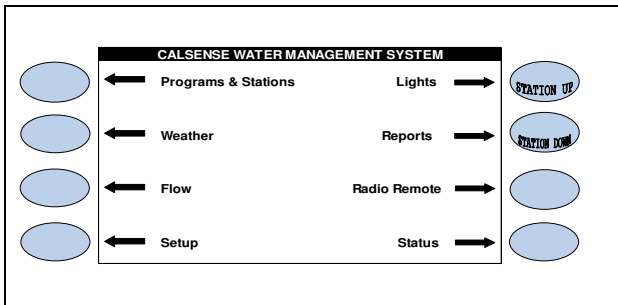 CALSENSE WATER MANAGEMENT SYSTEM
Programs & Stations Lights STATION UP
Weather Reports STATION DOWN
Flow Radio Remote
Setup Status